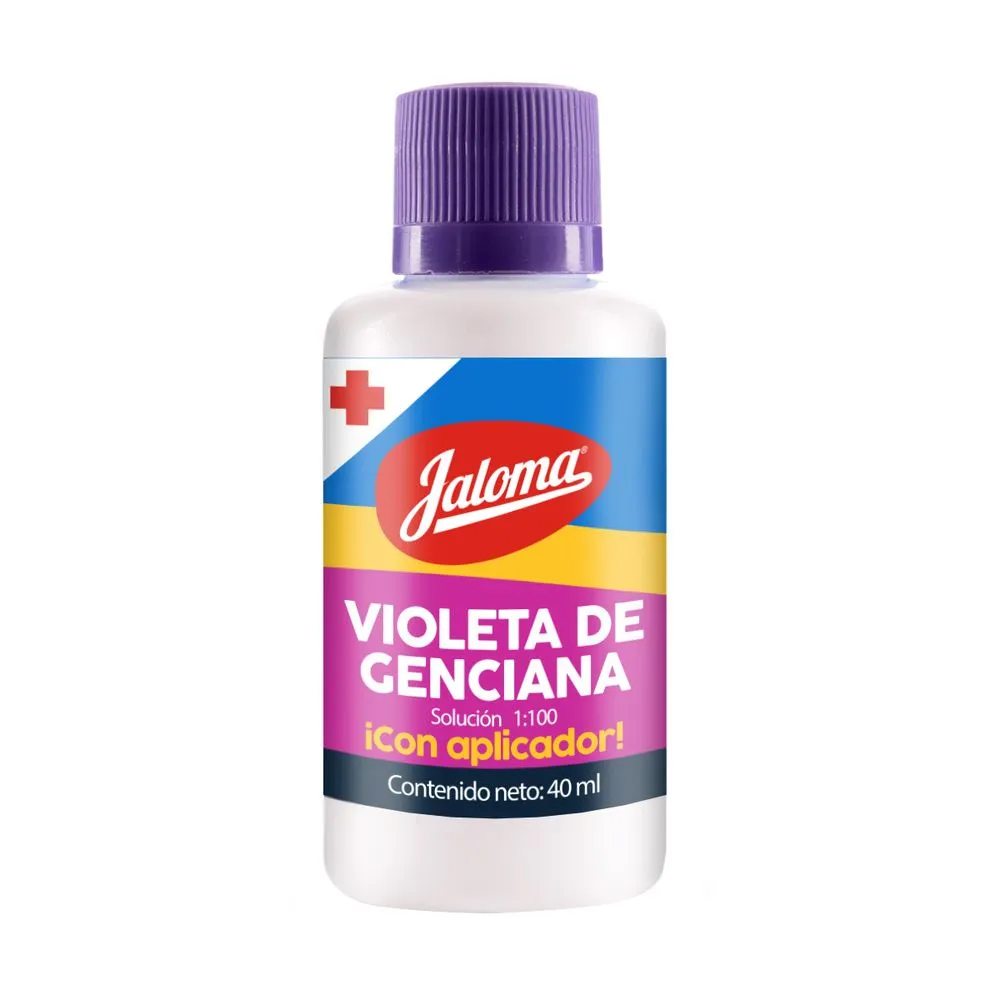 Jaloma®
VIOLETA DE
GENCIANA
Solución 1:100
¡Con aplicador!
Contenido neto: 40 ml